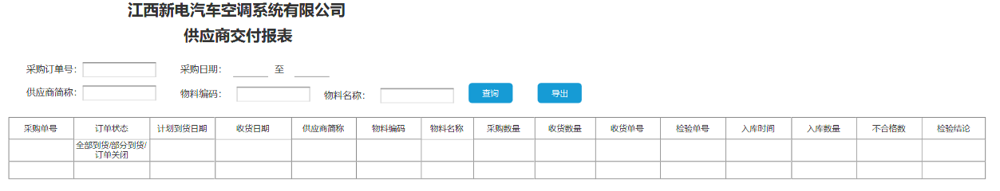 江西新电汽车空调系统有限公司
供应商交付报表
采购订单号： 采购日期： 至
供应商简称： 物料编码： 物料名称： 查询 导出
采购单号 订单状态 计划到货日期 收货日期 供应商简称 物料编码 物料名称 采购数量 收货数量 收货单号 检验单号 入库时间 入库数量 不合格数 检验结论
全部到货/部分到货/
订单关闭